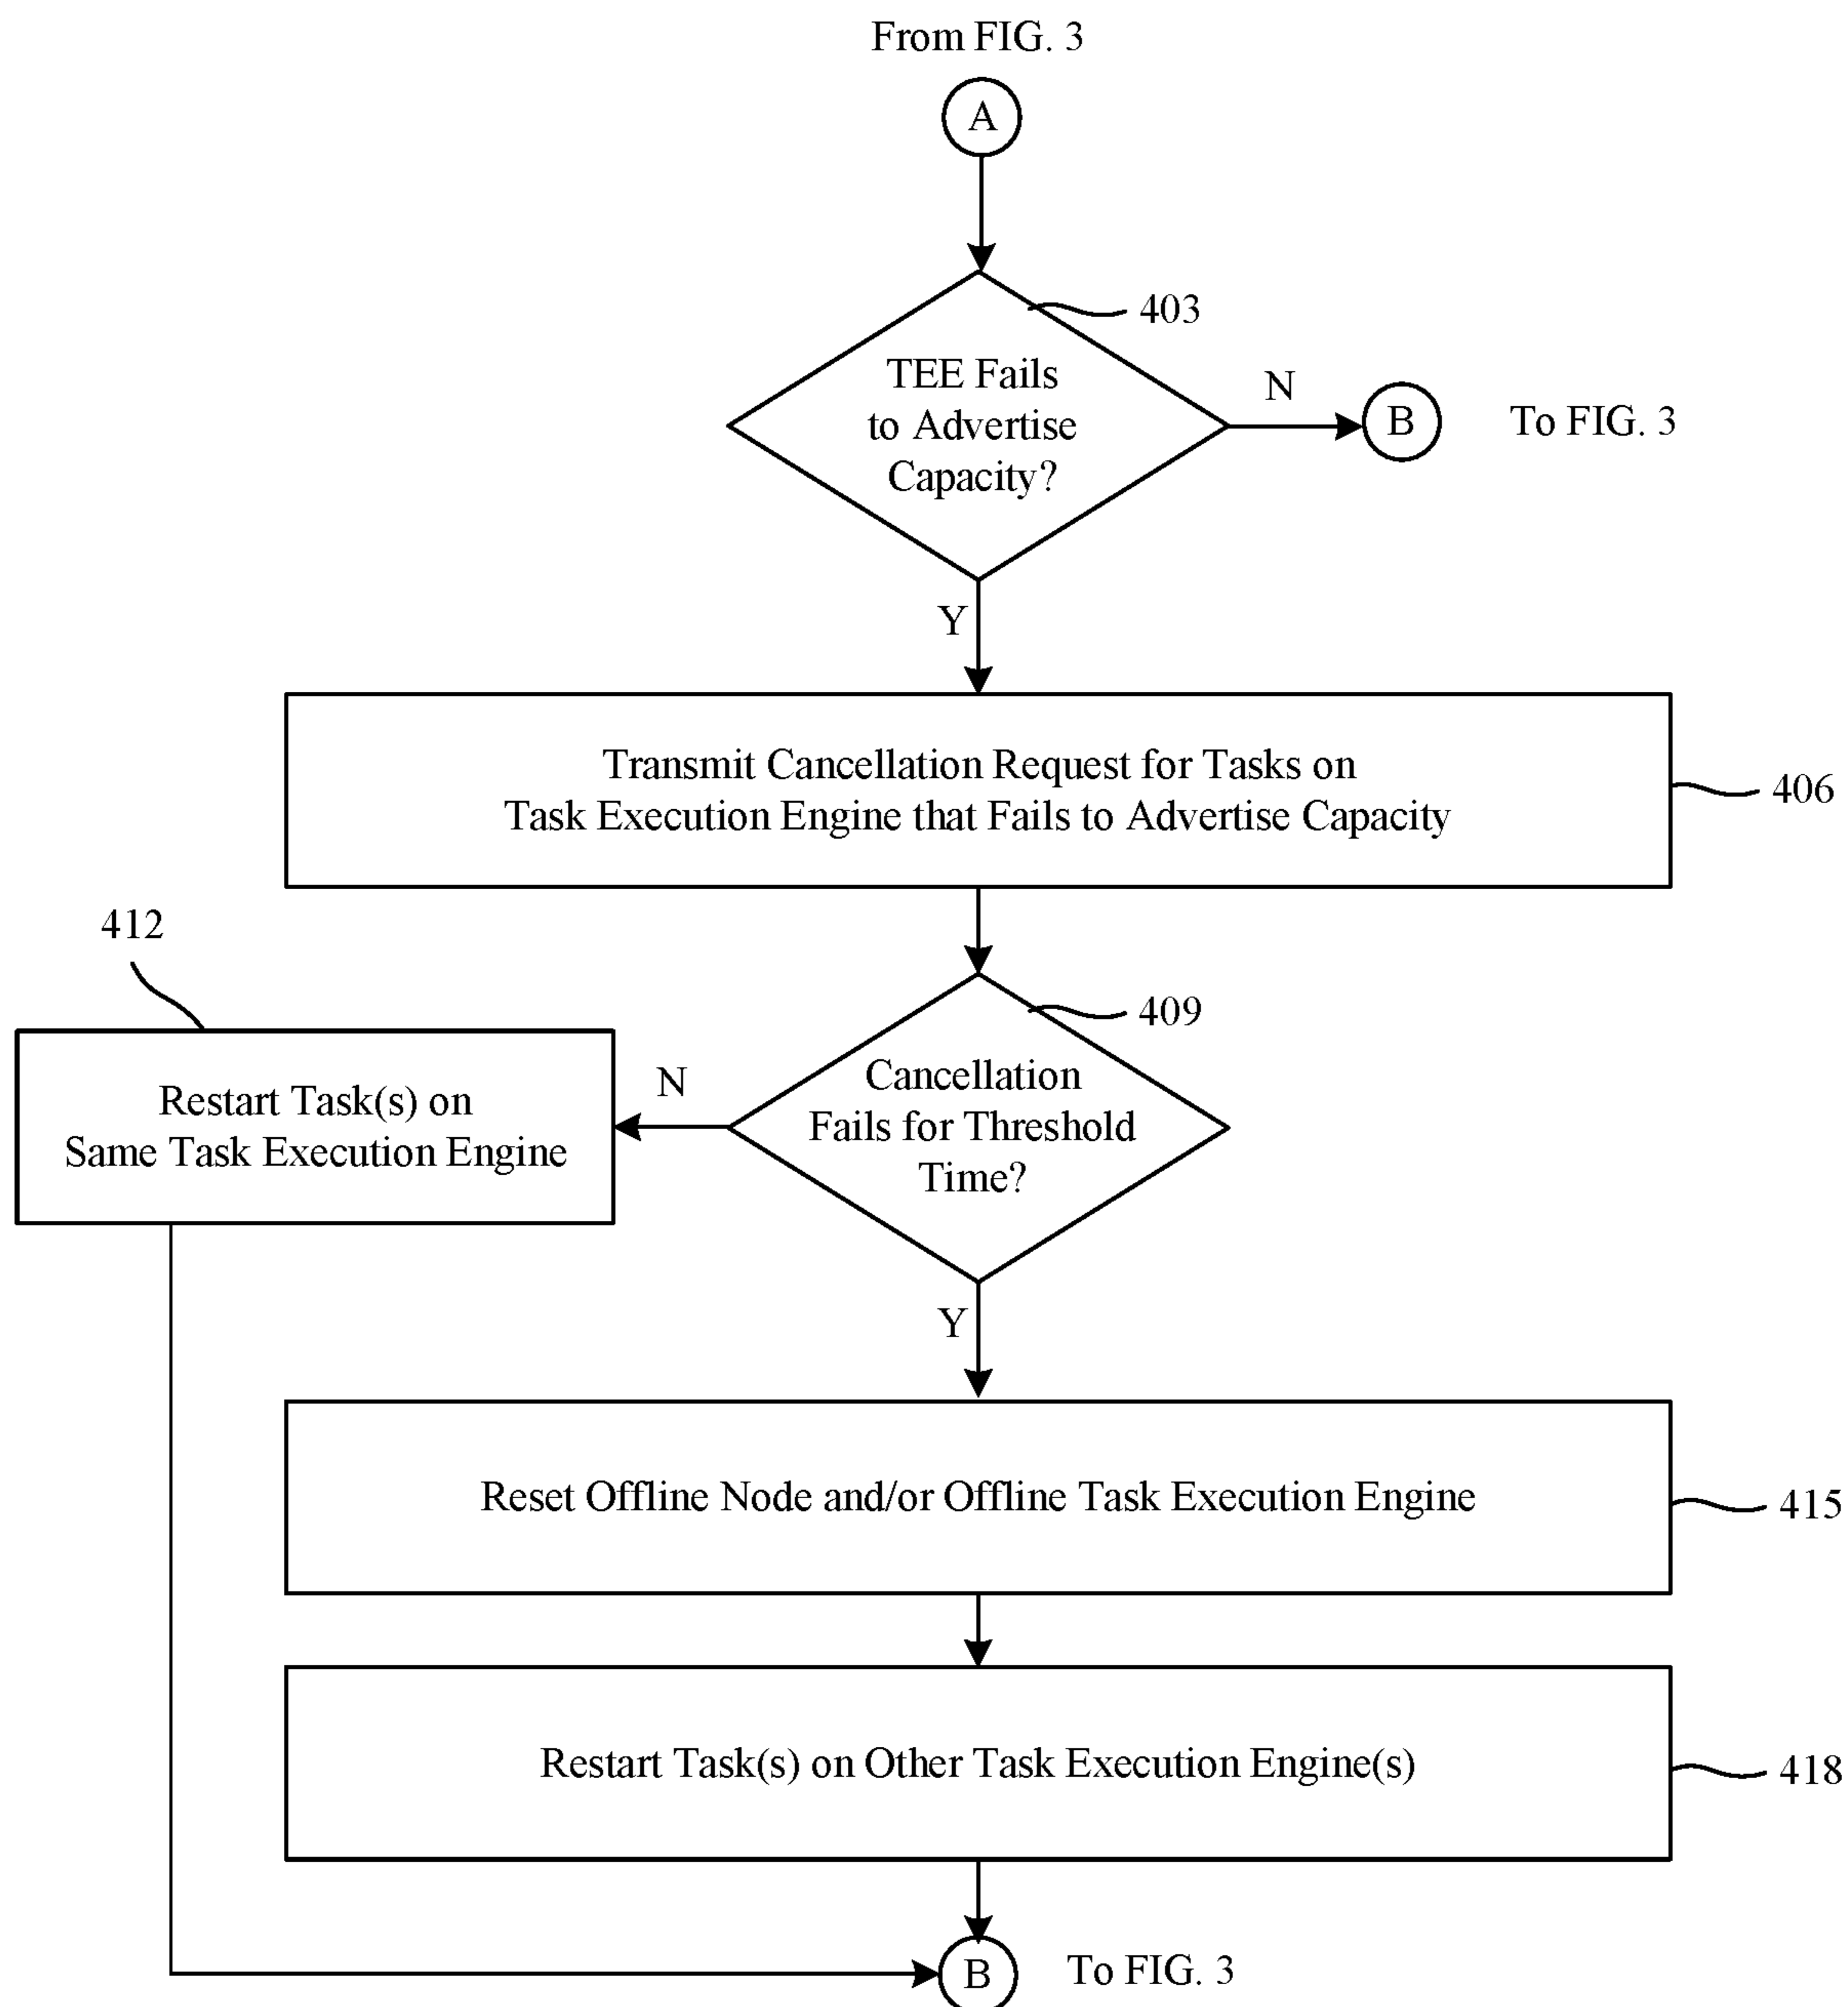 From FIG. 3
A
403
TEE Fails
to Advertise
Capacity?
N
B
To FIG. 3
Y
Transmit Cancellation Request for Tasks on
Task Execution Engine that Fails to Advertise Capacity
406
412
409
Cancellation
Fails for Threshold
Time?
N
Restart Task(s) on
Same Task Execution Engine
Y
Reset Offline Node and/or Offline Task Execution Engine
415
Restart Task(s) on Other Task Execution Engine(s)
418
B
To FIG. 3